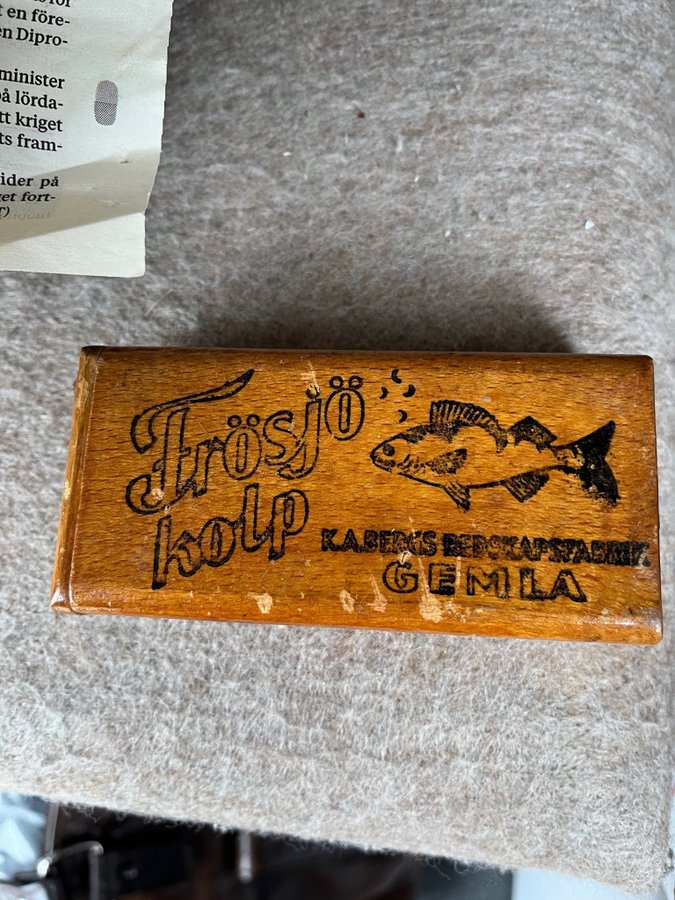 t en före-
en Dipro-
minister
på lörda-
tt kriget
ts fram-
ider på
get fort-
T)
Frösjö
kolp
K.A.BERGS REDSKAPSFABRIK
GEMLA